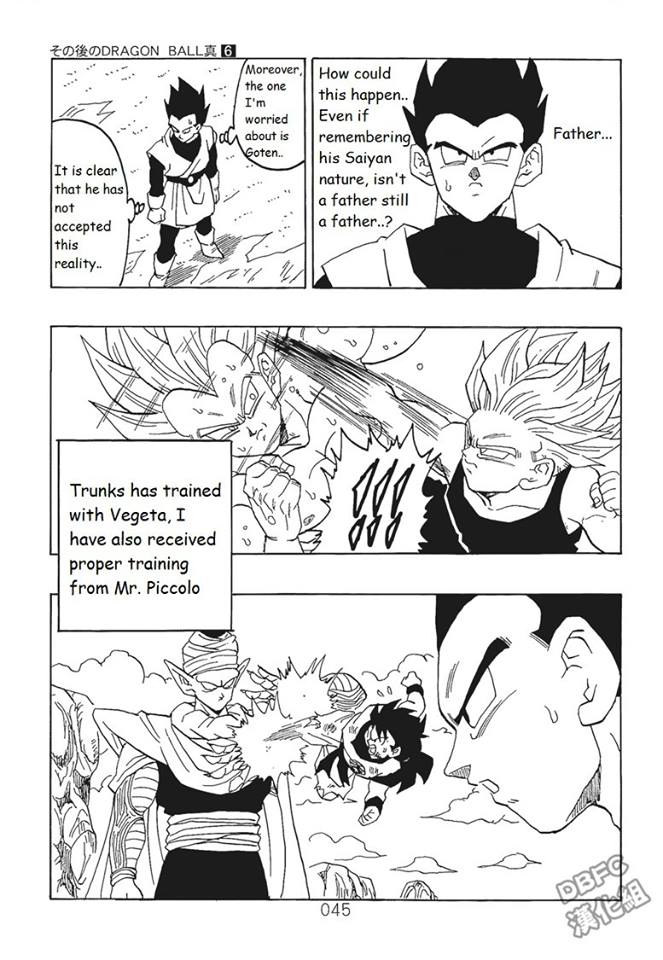 その後のDRAGON BALL真 6
Father...
How could
this happen..
Even if
remembering
his Saiyan
nature, isn't
a father still
a father..?
Moreover,
the one
I'm
worried
about is
Goten..
It is clear
that he has
not
accepted
this
reality..
Trunks has trained
with Vegeta, I
have also received
proper training
from Mr. Piccolo
045
DBFC
漢化組